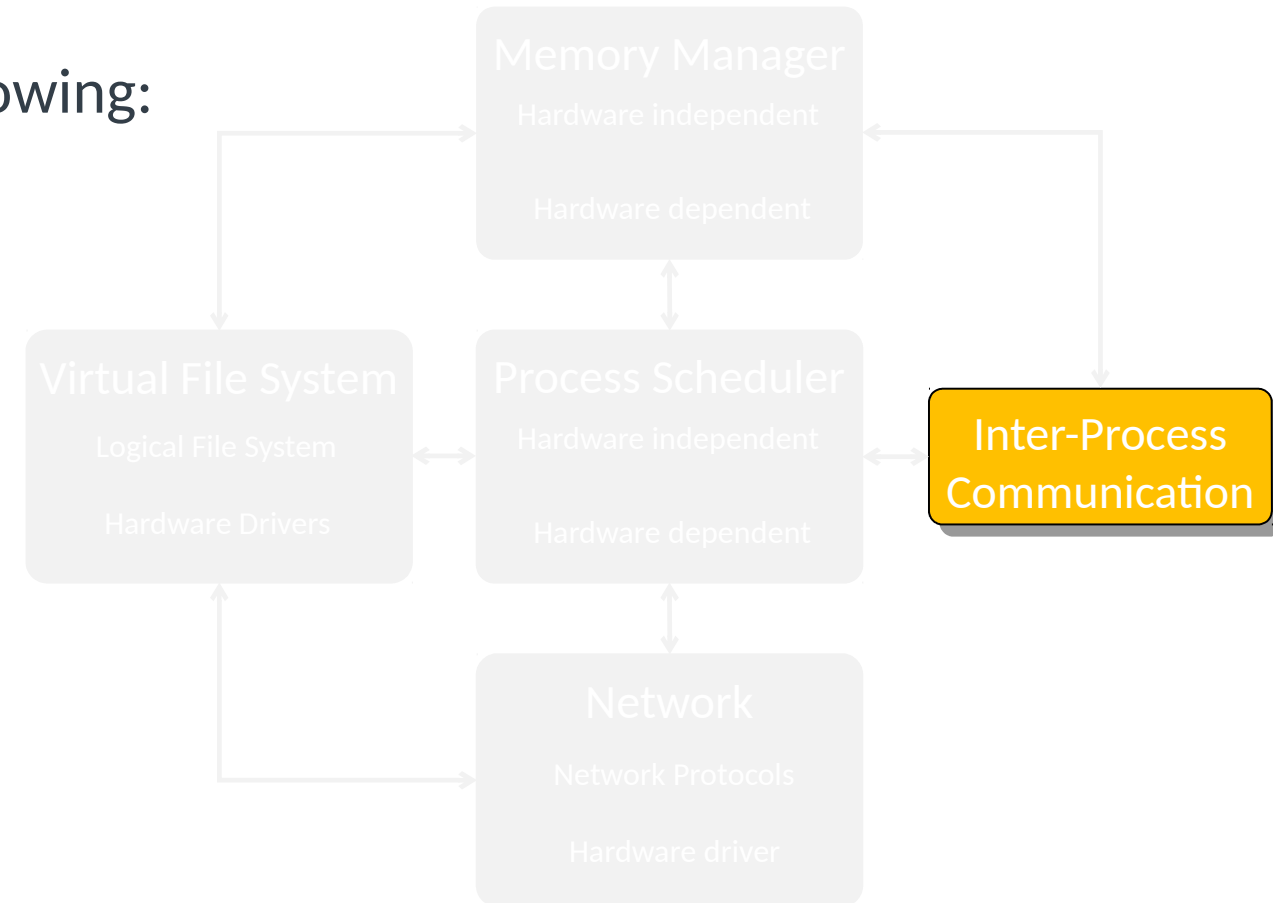 owing:
Memory Manager
Hardware independent
Hardware dependent
Virtual File System
Logical File System
Hardware Drivers
Process Scheduler
Hardware independent
Hardware dependent
Inter-Process
Communication
Network
Network Protocols
Hardware driver